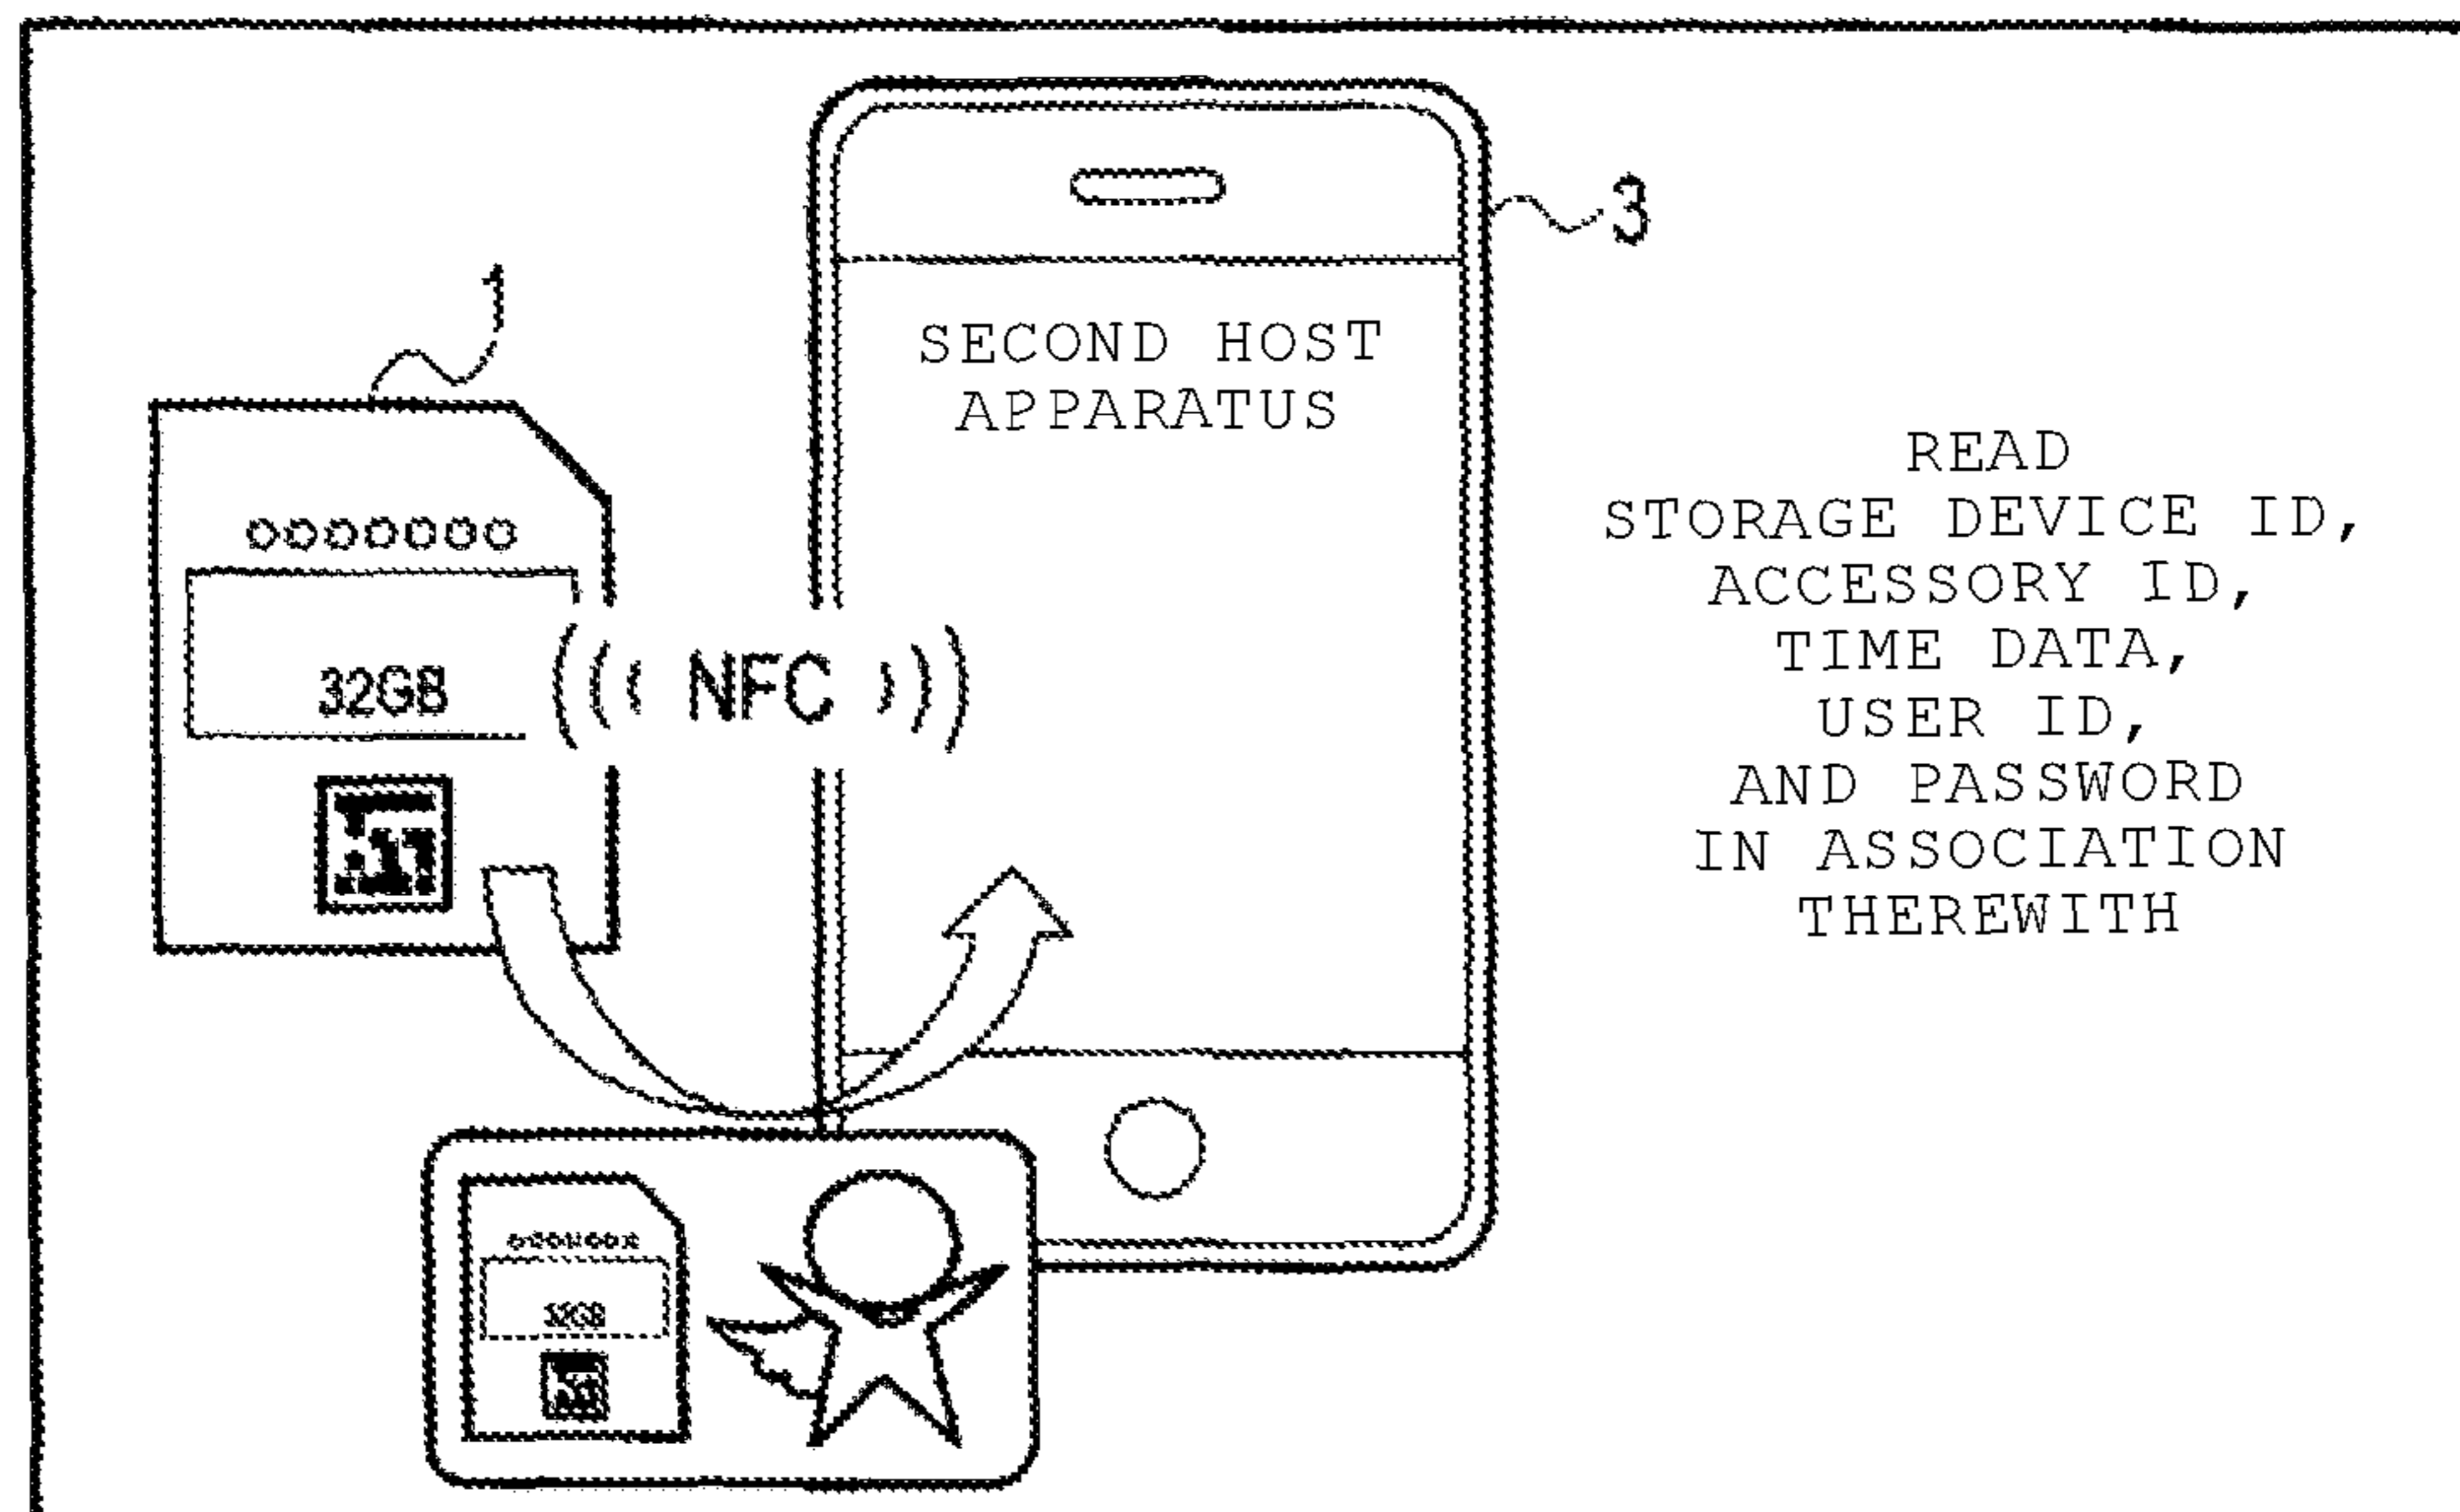 1
3
SECOND HOST
APPARATUS
32GB
NFC
READ
STORAGE DEVICE ID,
ACCESSORY ID,
TIME DATA,
USER ID,
AND PASSWORD
IN ASSOCIATION
THEREWITH
32GB